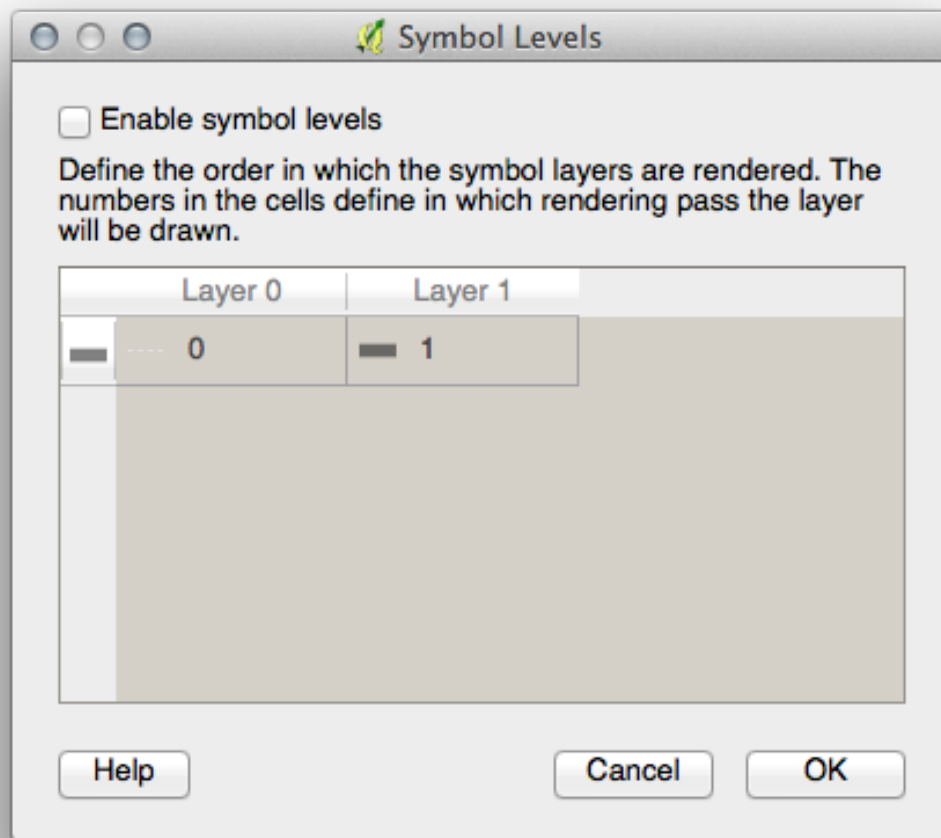 Symbol Levels
Enable symbol levels
Define the order in which the symbol layers are rendered. The
numbers in the cells define in which rendering pass the layer
will be drawn.
Layer 0 Layer 1
0 1
Help Cancel OK